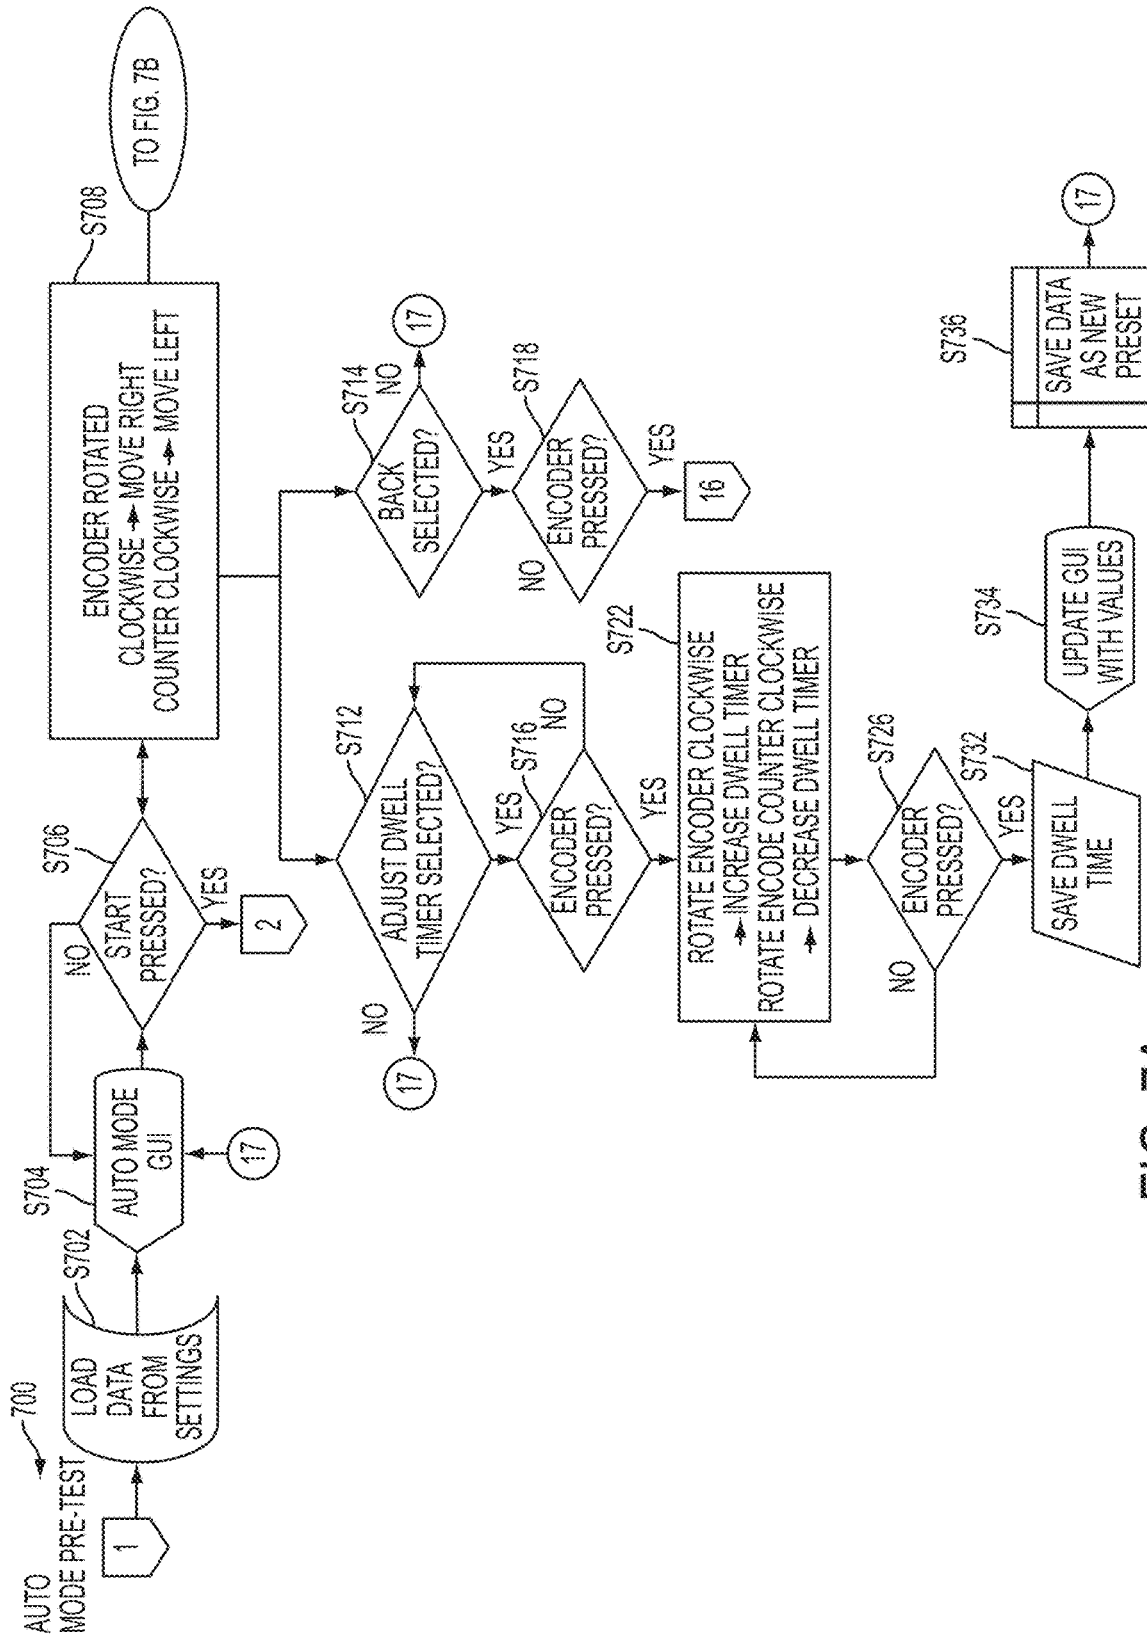 AUTO
MODE PRE-TEST
700
1
LOAD
DATA
FROM
SETTINGS
S702
S704
AUTO MODE
GUI
17
S706
START
PRESSED?
NO
YES
2
S708
ENCODER ROTATED
CLOCKWISE → MOVE RIGHT
COUNTER CLOCKWISE → MOVE LEFT
TO FIG. 7B
S712
ADJUST DWELL
TIMER SELECTED?
NO
17
YES
S714
BACK
SELECTED?
NO
17
YES
S716
ENCODER
PRESSED?
NO
YES
S718
ENCODER
PRESSED?
NO
YES
16
S722
ROTATE ENCODER CLOCKWISE
→ INCREASE DWELL TIMER
ROTATE ENCODE COUNTER CLOCKWISE
→ DECREASE DWELL TIMER
S726
ENCODER
PRESSED?
NO
YES
S732
SAVE DWELL
TIME
S734
UPDATE GUI
WITH VALUES
S736
SAVE DATA
AS NEW
PRESET
17